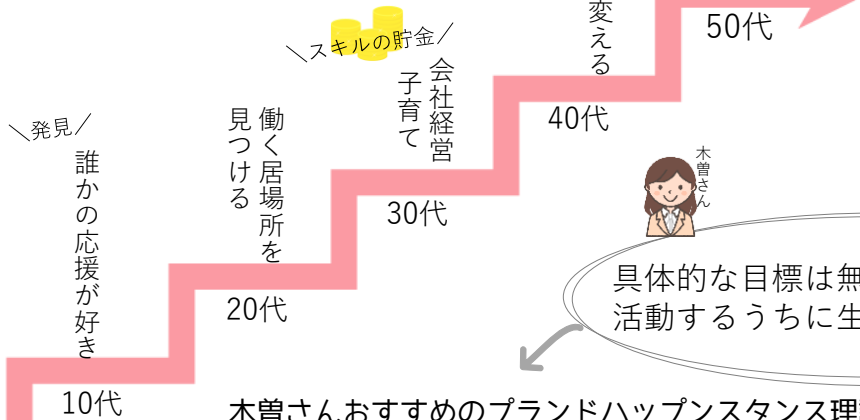 ＼発見／
誰かの応援が好き
10代
働く居場所を
見つける
20代
＼スキルの貯金／
会社経営
子育て
30代
変える
40代
50代
木曽さん
具体的な目標は無
活動するうちに生
木曽さんおすすめのプランドハップンスタンス理